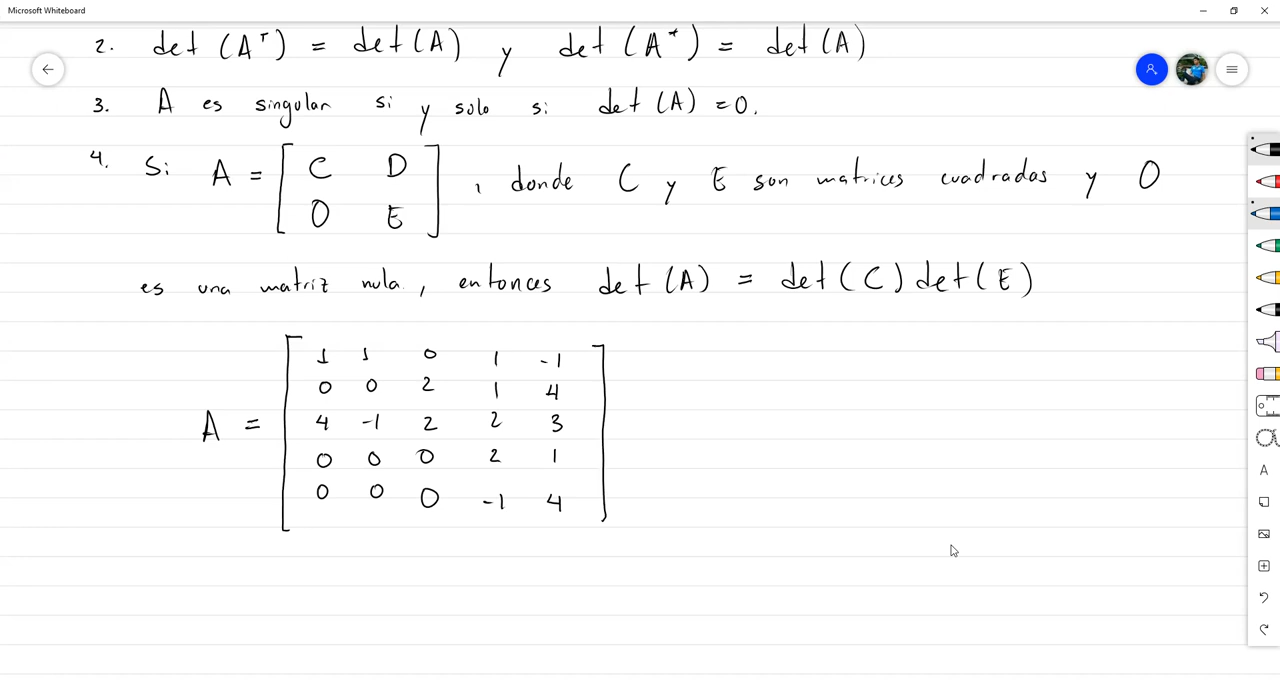 Microsoft Whiteboard
2. det (Aᵀ) = det (A) y det (A*) = det (A)
3. A es singular si y solo si det (A) = 0.
4. Si A = [ C D ; O E ] , donde C y E son matrices cuadradas y O
es una matriz nula, entonces det (A) = det (C) det (E)
1 1 0 1 -1
0 0 2 1 4
A = 4 -1 2 2 3
0 0 0 2 1
0 0 0 -1 4
A